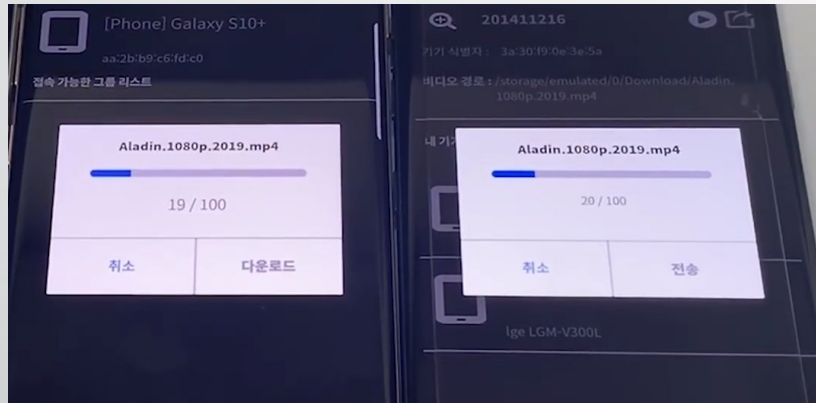 [Phone] Galaxy S10+
aa:2b:b9:c6:fd:c0
접속 가능한 그룹 리스트
Aladin.1080p.2019.mp4
19 / 100
취소
다운로드
201411216
기기 식별자 : 3a:30:f9:0e:3e:5a
비디오 경로 : /storage/emulated/0/Download/Aladin.
1080p.2019.mp4
내 기기
Aladin.1080p.2019.mp4
20 / 100
취소
전송
lge LGM-V300L